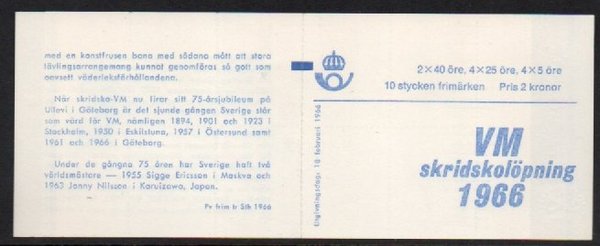 med en konstfrusen bana med sådana mått att stora
tävlingsarrangemang kunnat genomföras så gott som
oavsett väderleksförhållandena.
När skridsko-VM nu firar sitt 75-årsjubileum på
Ullevi i Göteborg är det sjunde gången Sverige står
som värd för VM, nämligen 1894, 1901 och 1923 i
Stockholm, 1950 i Eskilstuna, 1957 i Östersund samt
1961 och 1966 i Göteborg.
Under de gångna 75 åren har Sverige haft två
världsmästare — 1955 Sigge Ericsson i Moskva och
1963 Jonny Nilsson i Karuizawa, Japan.
Pv frim tr Sth 1966
Utgivningsdag: 18 februari 1966
2×40 öre, 4×25 öre, 4×5 öre
10 stycken frimärken. Pris 2 kronor
VM
skridskolöpning
1966